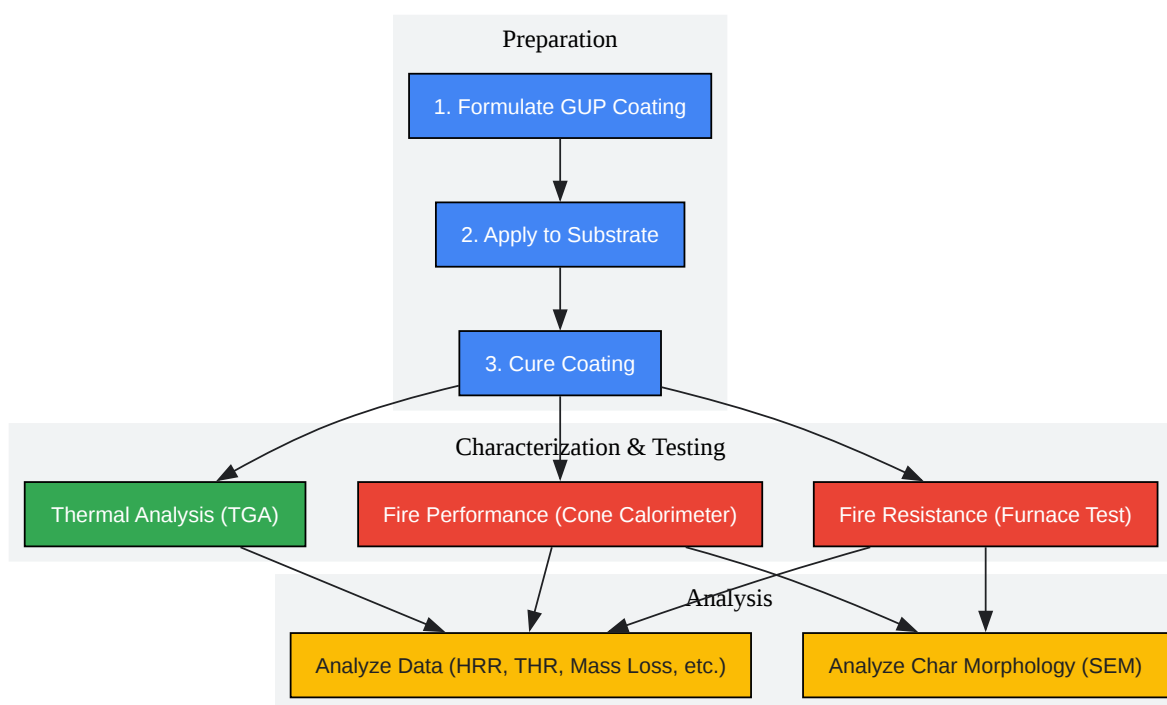 Preparation
1. Formulate GUP Coating
2. Apply to Substrate
3. Cure Coating
Characterization & Testing
Thermal Analysis (TGA)
Fire Performance (Cone Calorimeter)
Fire Resistance (Furnace Test)
Analysis
Analyze Data (HRR, THR, Mass Loss, etc.)
Analyze Char Morphology (SEM)